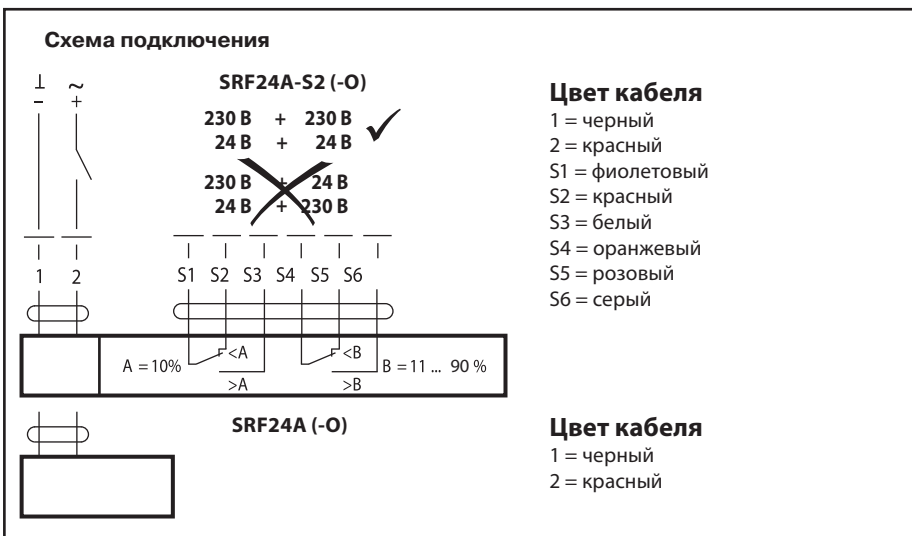 Схема подключения
⊥ ~
– +
SRF24A-S2 (-O)
230 В + 230 В
24 В + 24 В
230 В + 24 В
24 В + 230 В
1 2 S1 S2 S3 S4 S5 S6
A = 10% <A <B B = 11 ... 90 %
>A >B
Цвет кабеля
1 = черный
2 = красный
S1 = фиолетовый
S2 = красный
S3 = белый
S4 = оранжевый
S5 = розовый
S6 = серый
SRF24A (-O)
Цвет кабеля
1 = черный
2 = красный